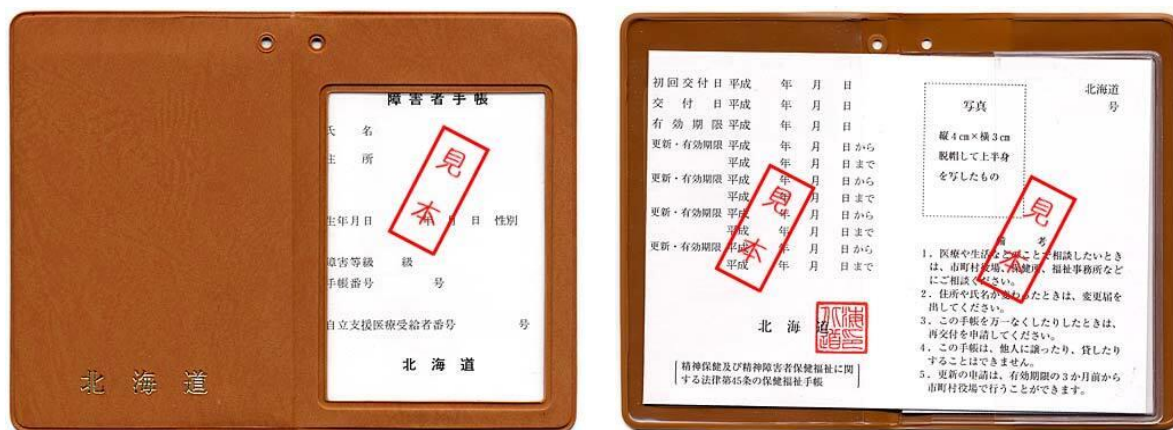 障害者手帳
氏 名
住 所
生年月日 年 月 日 性別
障害等級 級
手帳番号 号
自立支援医療受給者番号 号
北海道
見本
北海道
初回交付日 平成 年 月 日
交付日 平成 年 月 日
有効期限 平成 年 月 日
更新・有効期限 平成 年 月 日から
平成 年 月 日まで
更新・有効期限 平成 年 月 日から
平成 年 月 日まで
更新・有効期限 平成 年 月 日から
平成 年 月 日まで
更新・有効期限 平成 年 月 日から
平成 年 月 日まで
見本
北海道
精神保健及び精神障害者保健福祉に関
する法律第45条の保健福祉手帳
北海道
号
写真
縦4㎝×横3㎝
脱帽して上半身
を写したもの
見本
備 考
1．医療や生活などのことで相談したいとき
は、市町村役場、保健所、福祉事務所など
にご相談ください。
2．住所や氏名が変わったときは、変更届を
出してください。
3．この手帳を万一なくしたりしたときは、
再交付を申請してください。
4．この手帳は、他人に譲ったり、貸したり
することはできません。
5．更新の申請は、有効期限の3か月前から
市町村役場で行うことができます。